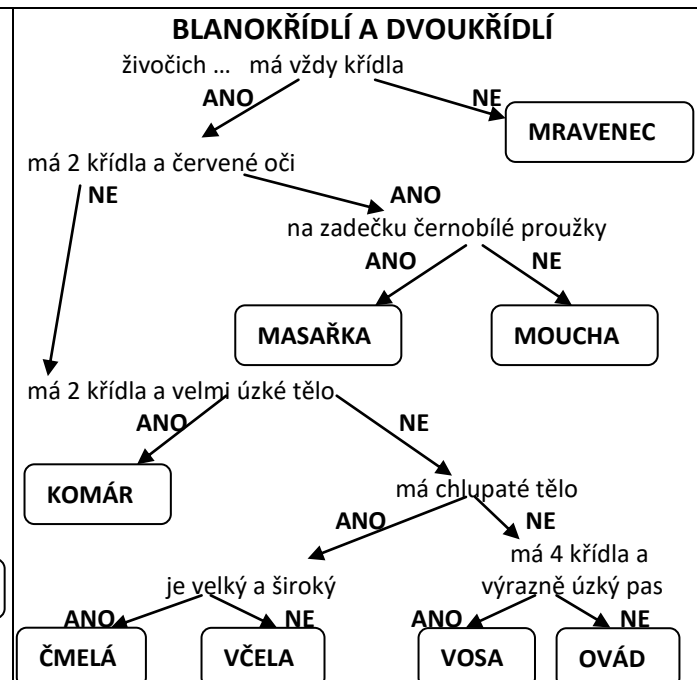 BLANOKŘÍDLÍ A DVOUKŘÍDLÍ
živočich ... má vždy křídla
ANO NE
MRAVENEC
má 2 křídla a červené oči
NE ANO
na zadečku černobílé proužky
ANO NE
MASAŘKA MOUCHA
má 2 křídla a velmi úzké tělo
ANO NE
KOMÁR
má chlupaté tělo
ANO NE
má 4 křídla a
výrazně úzký pas
je velký a široký
ANO NE ANO NE
ČMELÁ VČELA VOSA OVÁD